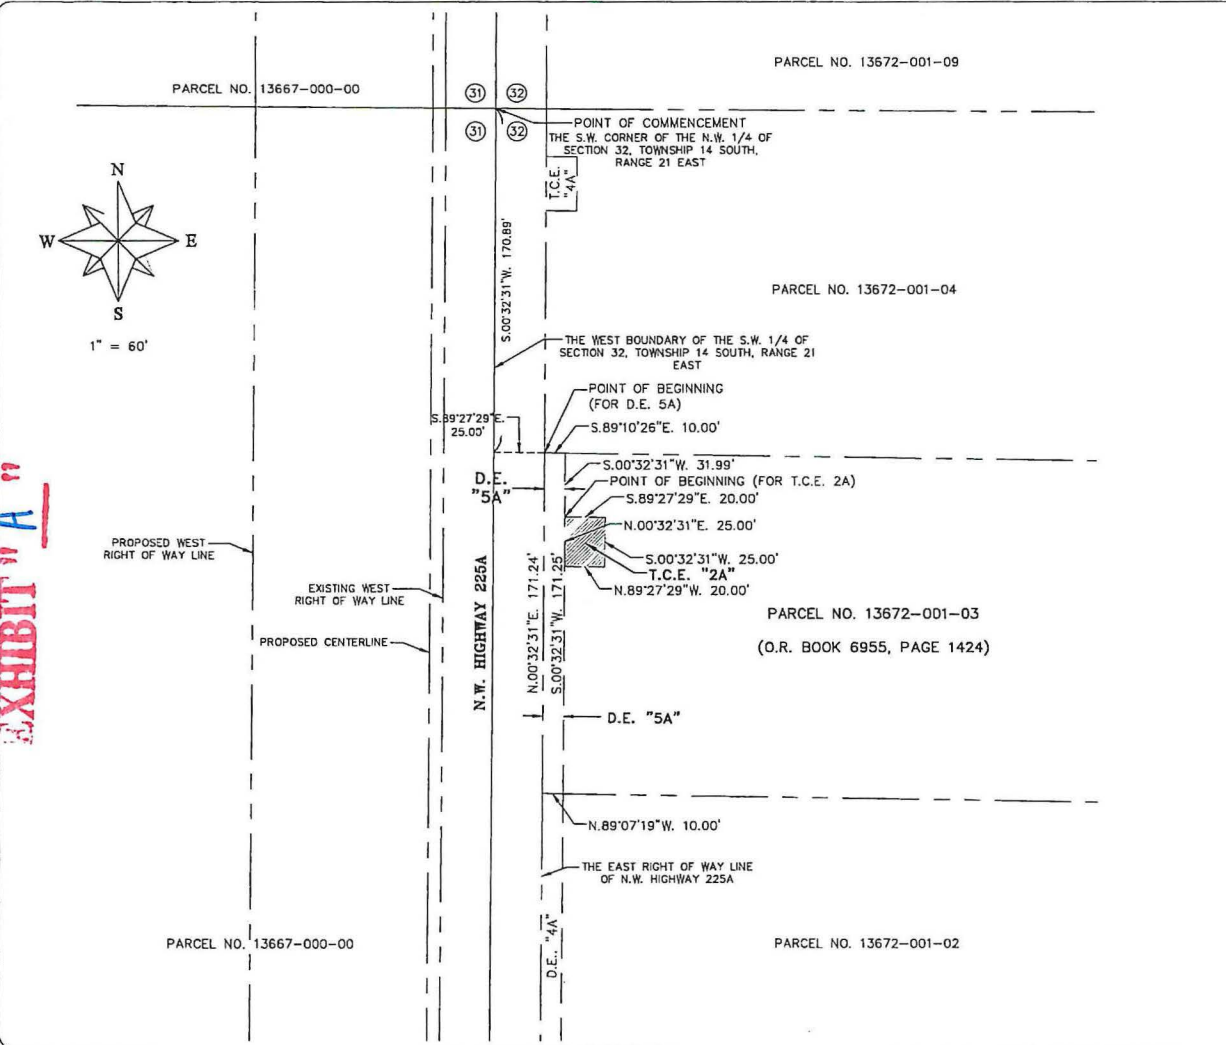 PARCEL NO. 13672-001-09
PARCEL NO. 13667-000-00
31 32
31 32
POINT OF COMMENCEMENT
THE S.W. CORNER OF THE N.W. 1/4 OF
SECTION 32, TOWNSHIP 14 SOUTH,
RANGE 21 EAST
T.C.E.
"4A"
N
W E
S
1" = 60'
S.00°32'31"W. 170.89'
PARCEL NO. 13672-001-04
THE WEST BOUNDARY OF THE S.W. 1/4 OF
SECTION 32, TOWNSHIP 14 SOUTH, RANGE 21
EAST
POINT OF BEGINNING
(FOR D.E. 5A)
S.89°27'29"E.
25.00'
S.89°10'26"E. 10.00'
S.00°32'31"W. 31.99'
D.E.
"5A"
POINT OF BEGINNING (FOR T.C.E. 2A)
S.89°27'29"E. 20.00'
N.00°32'31"E. 25.00'
S.00°32'31"W. 25.00'
T.C.E. "2A"
N.89°27'29"W. 20.00'
EXHIBIT " A "
PROPOSED WEST
RIGHT OF WAY LINE
EXISTING WEST
RIGHT OF WAY LINE
PROPOSED CENTERLINE
N.W. HIGHWAY 225A
N.00°32'31"E. 171.24'
S.00°32'31"W. 171.25'
PARCEL NO. 13672-001-03
(O.R. BOOK 6955, PAGE 1424)
D.E. "5A"
N.89°07'19"W. 10.00'
THE EAST RIGHT OF WAY LINE
OF N.W. HIGHWAY 225A
D.E. "4A"
PARCEL NO. 13667-000-00
PARCEL NO. 13672-001-02